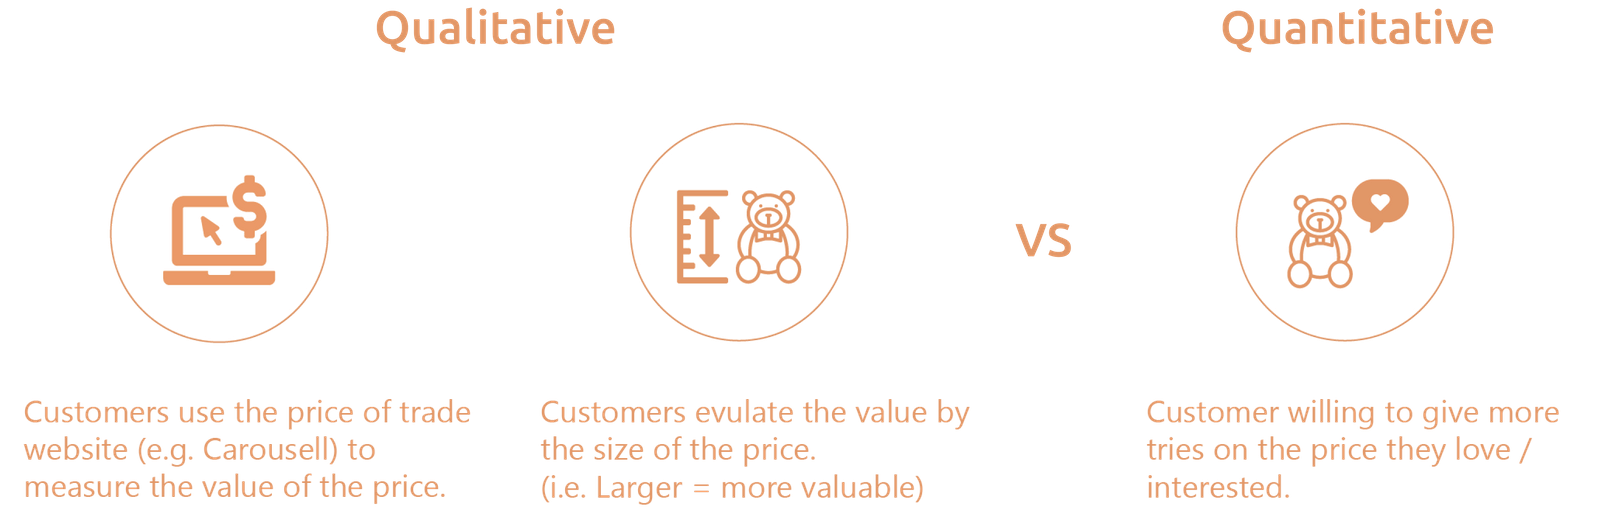 Qualitative
Quantitative
VS
Customers use the price of trade
website (e.g. Carousell) to
measure the value of the price.
Customers evulate the value by
the size of the price.
(i.e. Larger = more valuable)
Customer willing to give more
tries on the price they love /
interested.